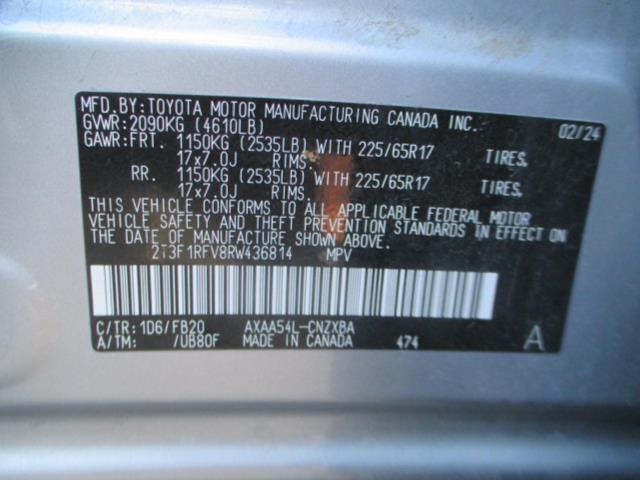 MFD.BY:TOYOTA MOTOR MANUFACTURING CANADA INC. 02/24
GVWR:2090KG (4610LB)
GAWR:FRT. 1150KG (2535LB) WITH 225/65R17 TIRES.
17x7.0J RIMS.
RR. 1150KG (2535LB) WITH 225/65R17 TIRES.
17x7.0J RIMS.
THIS VEHICLE CONFORMS TO ALL APPLICABLE FEDERAL MOTOR
VEHICLE SAFETY AND THEFT PREVENTION STANDARDS IN EFFECT ON
THE DATE OF MANUFACTURE SHOWN ABOVE.
2T3F1RFV8RW436814 MPV
C/TR:1D6/FB20 AXAA54L-CNZXBA
A/TM: /UB80F MADE IN CANADA 474 A